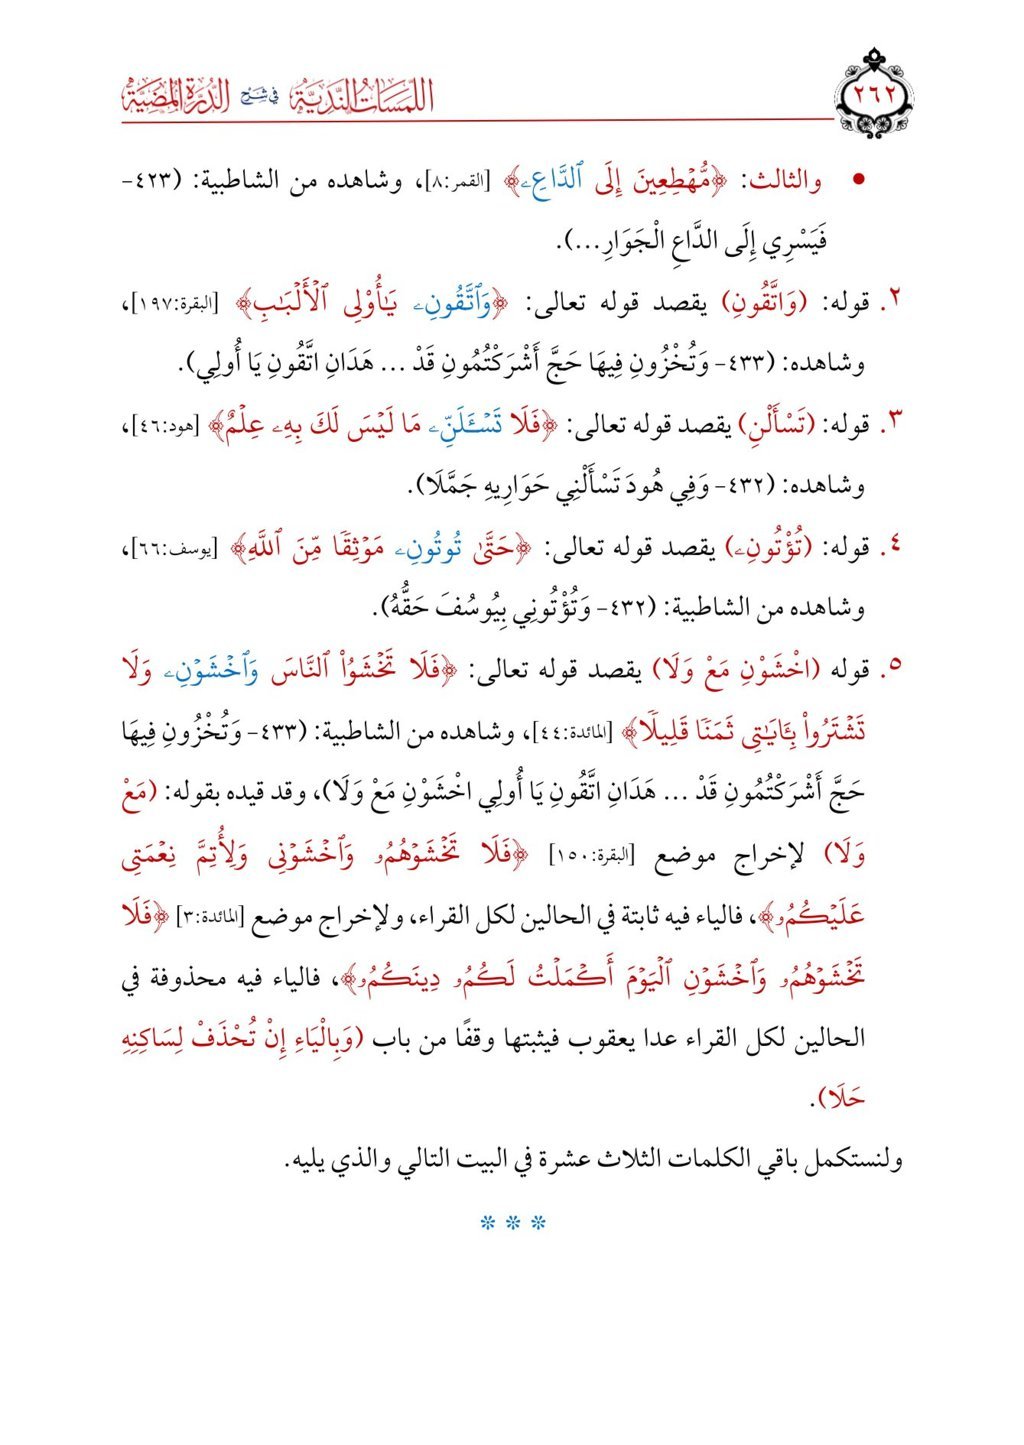 اللمسات الندية في شرح الدرة المضية
٢٦٢
• والثالث: ﴿مُّهۡطِعِينَ إِلَى ٱلدَّاعِۦ﴾ [القمر:٨]، وشاهده من الشاطبية: (٤٢٣-
فَيَسْرِي إِلَى الدَّاعِ الْجَوَارِ...).
٢. قوله: (وَاتَّقُونِ) يقصد قوله تعالى: ﴿وَٱتَّقُونِۦ يَـٰٓأُوْلِى ٱلۡأَلۡبَـٰبِ﴾ [البقرة:١٩٧]،
وشاهده: (٤٣٣- وَتُخْزُونِ فِيهَا حَجَّ أَشْرَكْتُمُونِ قَدْ ... هَدَانِ اتَّقُونِ يَا أُولِي).
٣. قوله: (تَسْأَلْنِ) يقصد قوله تعالى: ﴿فَلَا تَسۡـَٔلَنِّۦ مَا لَيۡسَ لَكَ بِهِۦ عِلۡمٌ﴾ [هود:٤٦]،
وشاهده: (٤٣٢- وَفِي هُودَ تَسْأَلْنِي حَوَارِيهِ جَمَّلَا).
٤. قوله: (تُؤْتُونِۦ) يقصد قوله تعالى: ﴿حَتَّىٰ تُوتُونِۦ مَوۡثِقٗا مِّنَ ٱللَّهِ﴾ [يوسف:٦٦]،
وشاهده من الشاطبية: (٤٣٢- وَتُؤْتُونِي بِيُوسُفَ حَقُّهُ).
٥. قوله (اخْشَوْنِ مَعْ وَلَا) يقصد قوله تعالى: ﴿فَلَا تَخۡشَوُاْ ٱلنَّاسَ وَٱخۡشَوۡنِۦ وَلَا
تَشۡتَرُواْ بِـَٔايَـٰتِى ثَمَنٗا قَلِيلٗا﴾ [المائدة:٤٤]، وشاهده من الشاطبية: (٤٣٣- وَتُخْزُونِ فِيهَا
حَجَّ أَشْرَكْتُمُونِ قَدْ ... هَدَانِ اتَّقُونِ يَا أُولِي اخْشَوْنِ مَعْ وَلَا)، وقد قيده بقوله: (مَعْ
وَلَا) لإخراج موضع [البقرة:١٥٠] ﴿فَلَا تَخۡشَوۡهُمُۥ وَٱخۡشَوۡنِى وَلِأُتِمَّ نِعۡمَتِى
عَلَيۡكُمُۥ﴾، فالياء فيه ثابتة في الحالين لكل القراء، ولإخراج موضع [المائدة:٣] ﴿فَلَا
تَخۡشَوۡهُمُۥ وَٱخۡشَوۡنِ ٱلۡيَوۡمَ أَكۡمَلۡتُ لَكُمُۥ دِينَكُمُۥ﴾، فالياء فيه محذوفة في
الحالين لكل القراء عدا يعقوب فيثبتها وقفًا من باب (وَبِالْيَاءِ إِنْ تُحْذَفْ لِسَاكِنِهِ
حَلَا).
ولنستكمل باقي الكلمات الثلاث عشرة في البيت التالي والذي يليه.
* * *